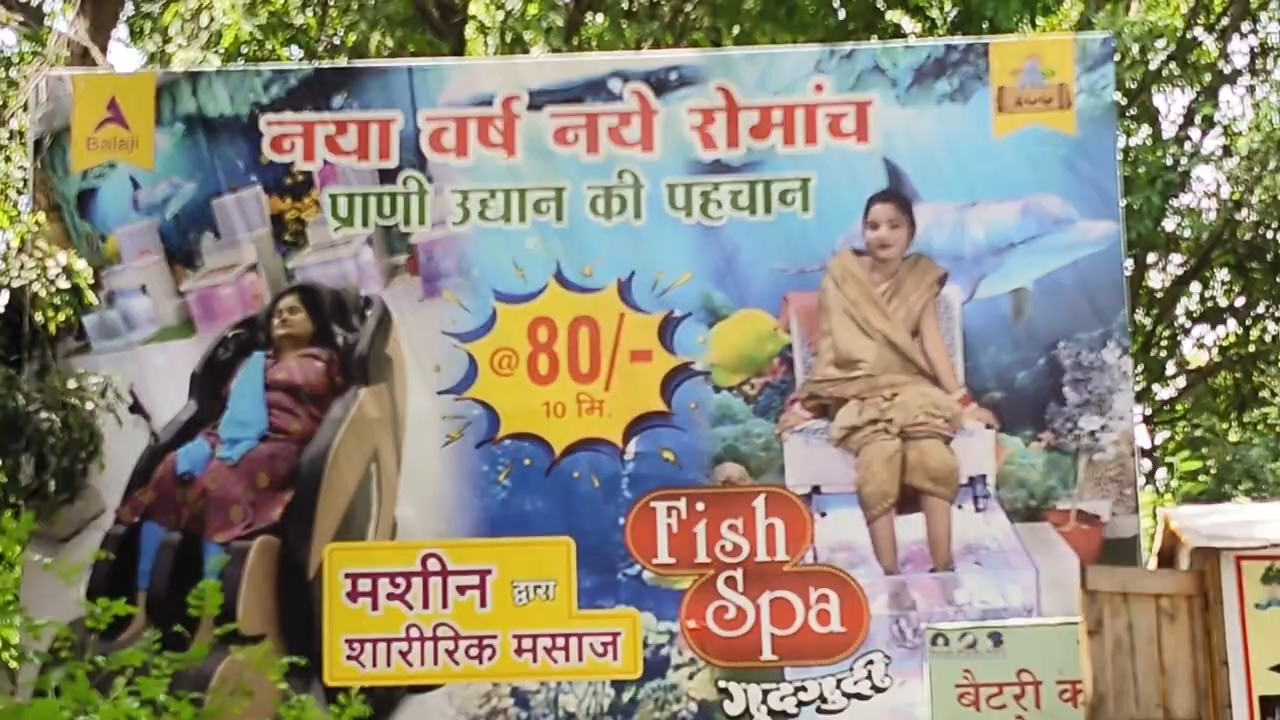 Balaji
नया वर्ष नये रोमांच
प्राणी उद्यान की पहचान
@80/-
10 मि.
Fish
Spa
गुदगुदी
मशीन द्वारा
शारीरिक मसाज
बैटरी